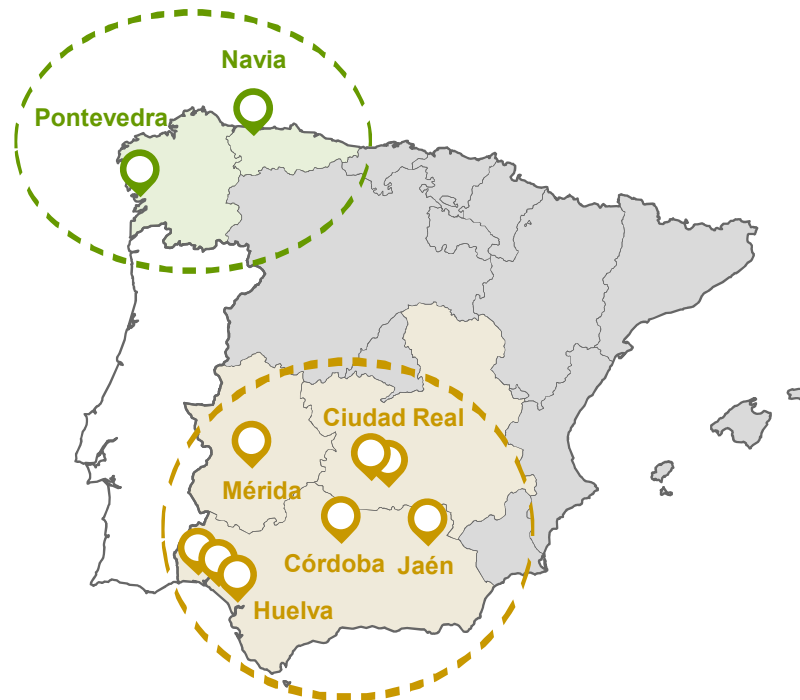 Navia
Pontevedra
Ciudad Real
Mérida
Córdoba
Jaén
Huelva